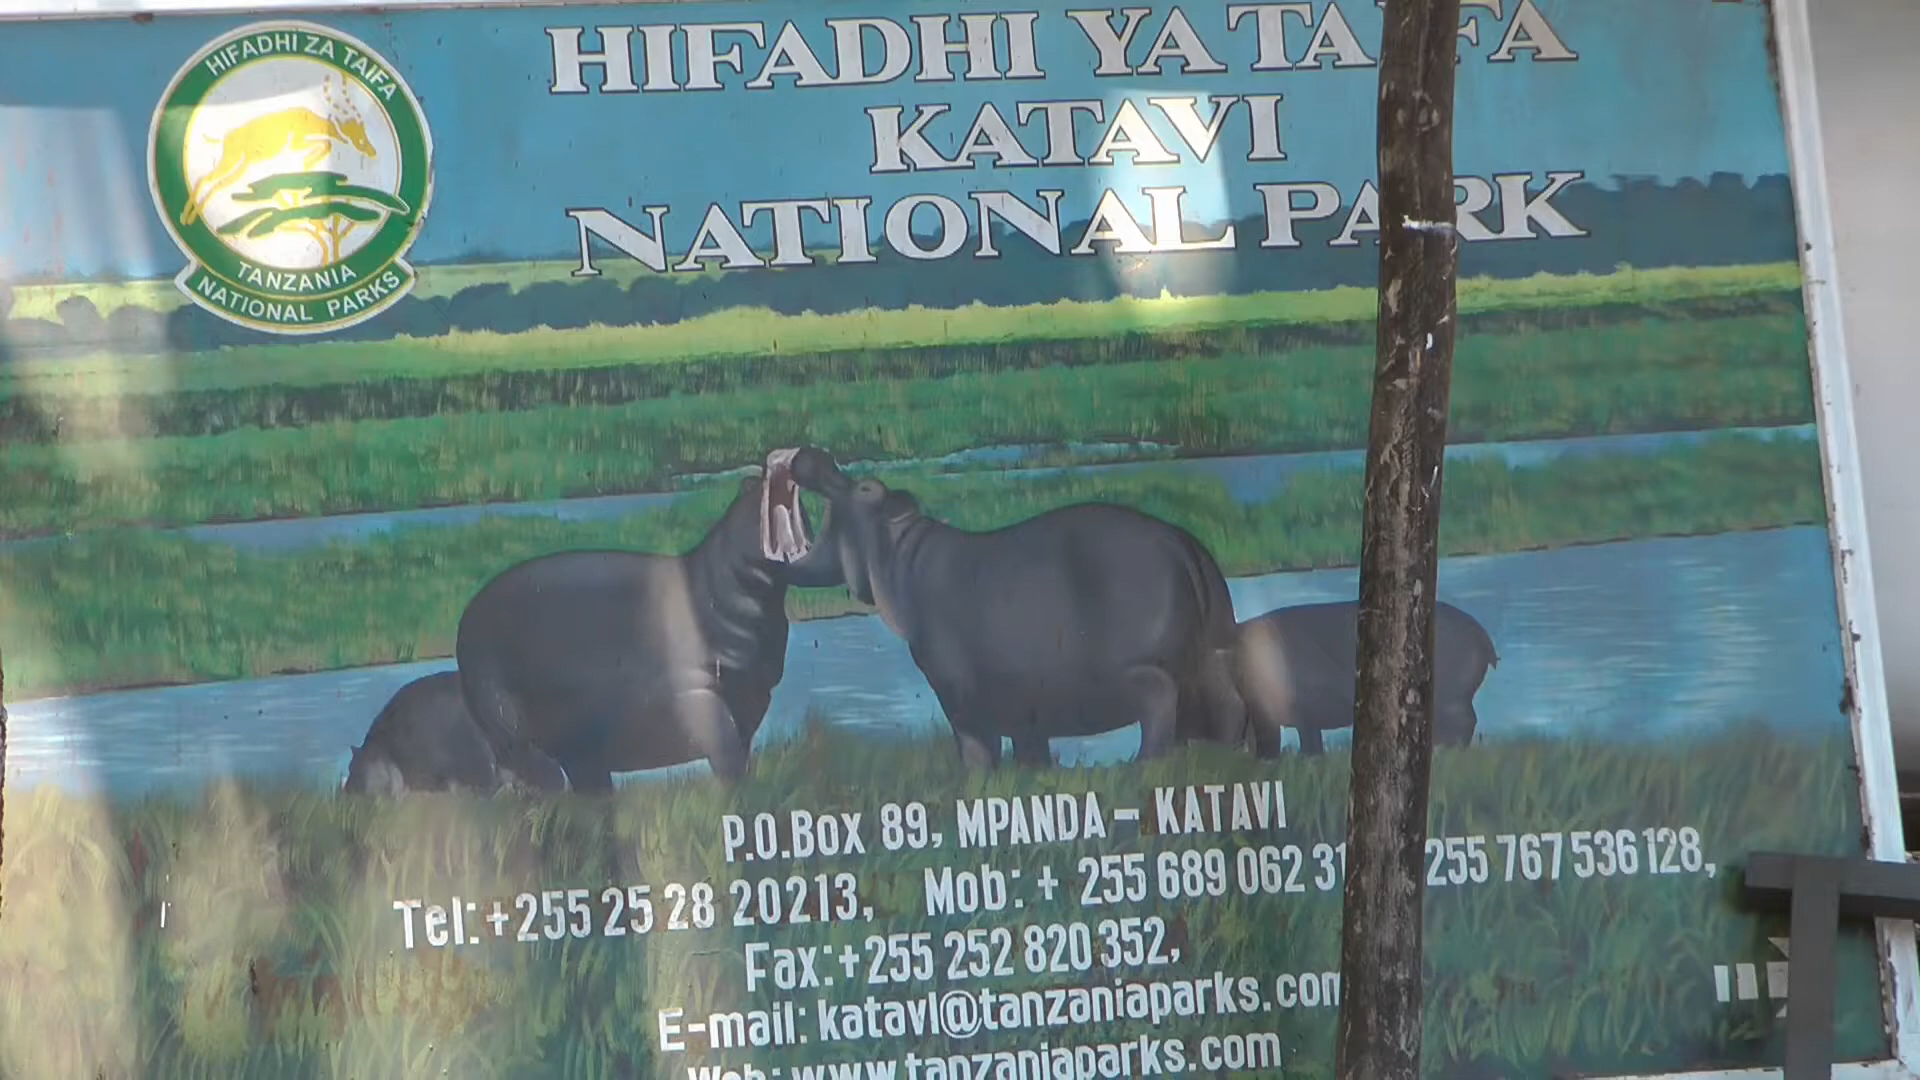 HIFADHI ZA TAIFA
TANZANIA
NATIONAL PARKS
HIFADHI YA TAIFA
KATAVI
NATIONAL PARK
P.O.Box 89, MPANDA – KATAVI
Tel:+255 25 28 20213, Mob: + 255 689 062 31 255 767 536 128,
Fax:+255 252 820 352,
E-mail: katavI@tanzaniaparks.com
Web: www.tanzaniaparks.com